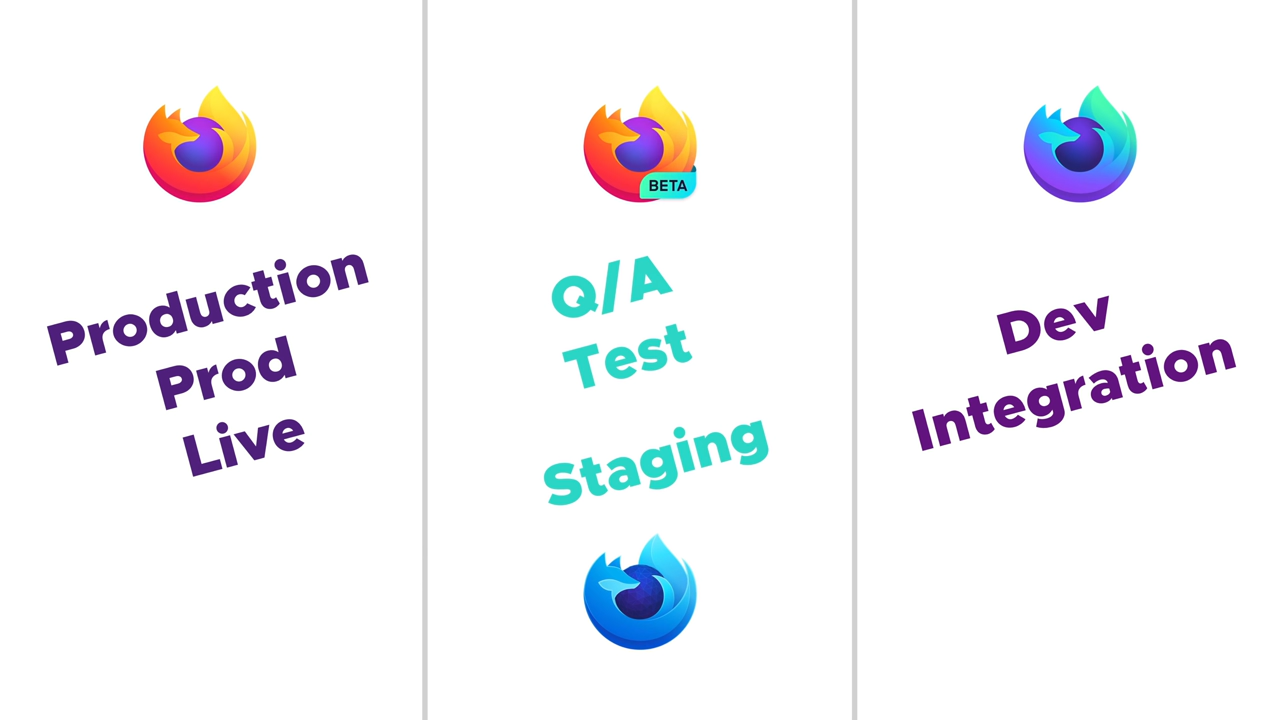 Production
Prod
Live
BETA
Q/A
Test
Staging
Dev
Integration